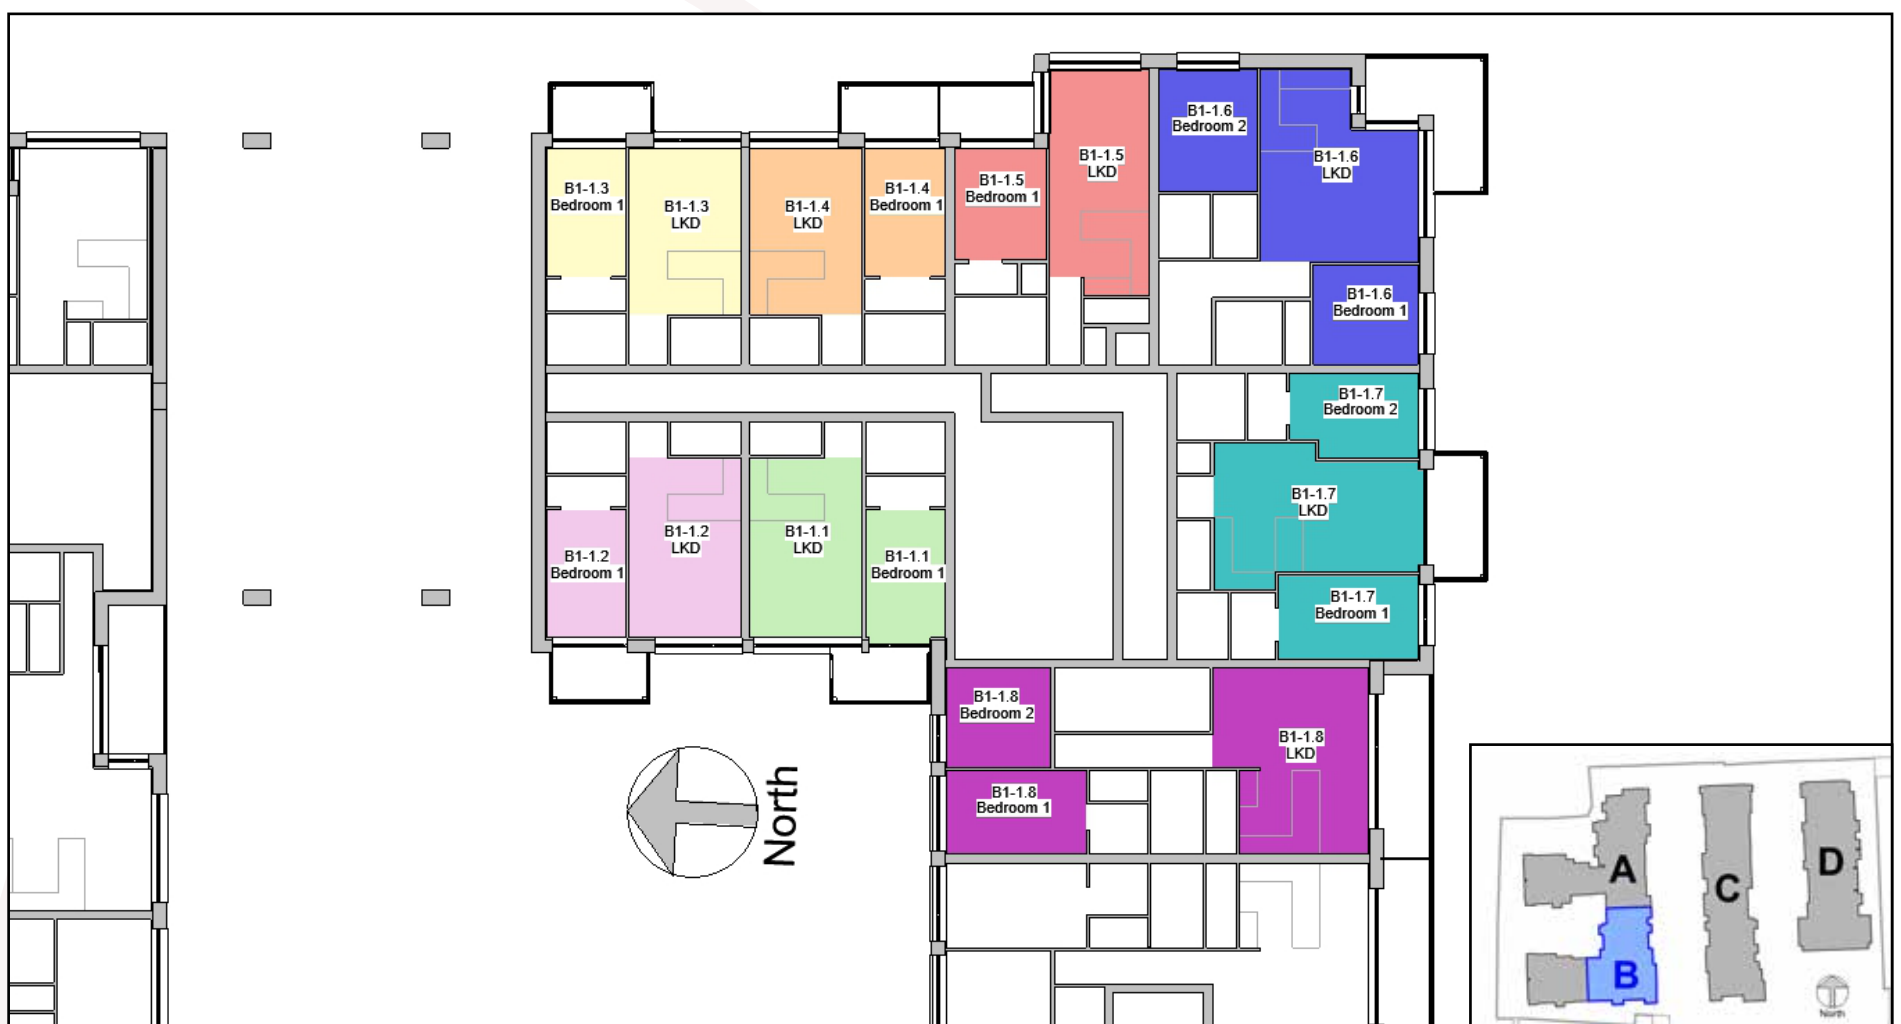 B1-1.3
Bedroom 1
B1-1.3
LKD
B1-1.4
LKD
B1-1.4
Bedroom 1
B1-1.5
Bedroom 1
B1-1.5
LKD
B1-1.6
Bedroom 2
B1-1.6
LKD
B1-1.6
Bedroom 1
B1-1.7
Bedroom 2
B1-1.7
LKD
B1-1.7
Bedroom 1
B1-1.2
Bedroom 1
B1-1.2
LKD
B1-1.1
LKD
B1-1.1
Bedroom 1
B1-1.8
Bedroom 2
B1-1.8
LKD
B1-1.8
Bedroom 1
North
A
B
C
D
North